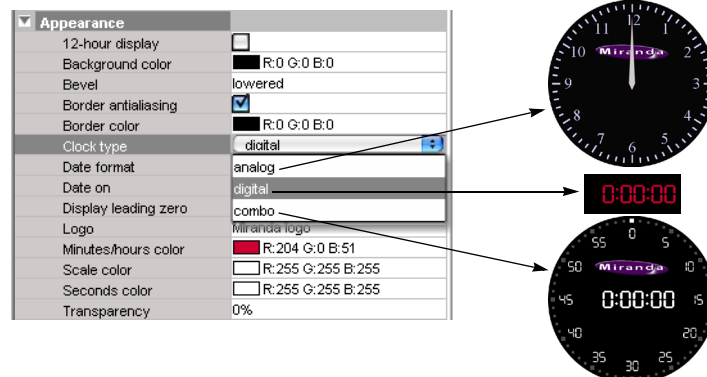 Appearance
12-hour display
Background color R:0 G:0 B:0
Bevel lowered
Border antialiasing
Border color R:0 G:0 B:0
Clock type digital
Date format analog
Date on digital
Display leading zero combo
Logo Miranda logo
Minutes/hours color R:204 G:0 B:51
Scale color R:255 G:255 B:255
Seconds color R:255 G:255 B:255
Transparency 0%
11 12 1
10 Miranda 2
9 3
8 4
7 6 5
0:00:00
55 0 5
50 Miranda 10
45 0:00:00 15
40 20
35 30 25